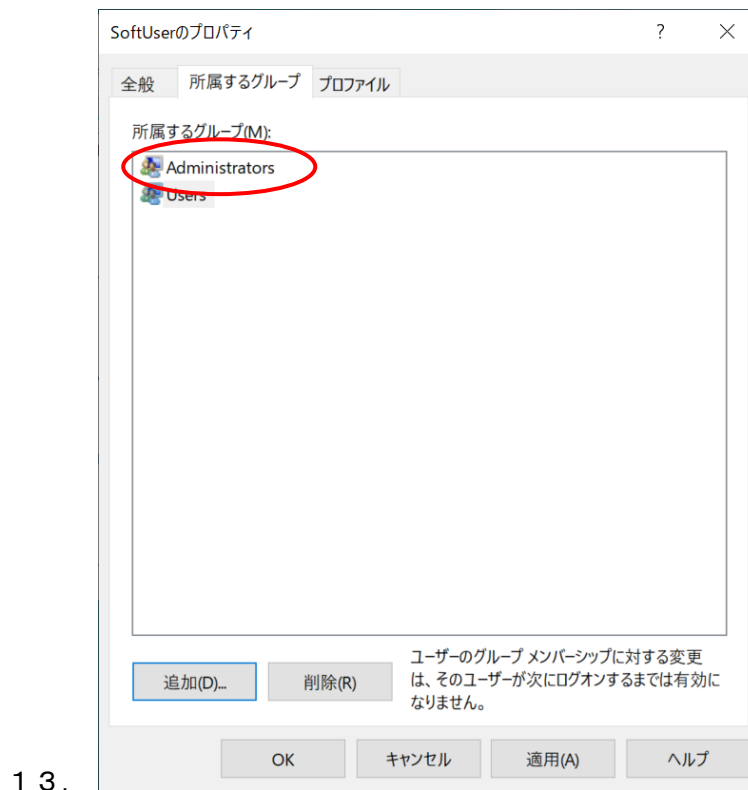 SoftUserのプロパティ ?
全般 所属するグループ プロファイル
所属するグループ(M):
Administrators
Users
追加(D)... 削除(R)
ユーザーのグループ メンバーシップに対する変更
は、そのユーザーが次にログオンするまでは有効に
なりません。
OK キャンセル 適用(A) ヘルプ
１３．